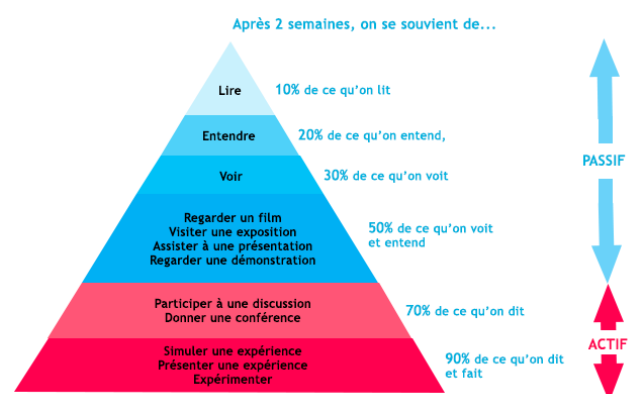 Après 2 semaines, on se souvient de...
Lire
10% de ce qu'on lit
Entendre
20% de ce qu'on entend,
PASSIF
Voir
30% de ce qu'on voit
Regarder un film
Visiter une exposition
Assister à une présentation
Regarder une démonstration
50% de ce qu'on voit
et entend
Participer à une discussion
Donner une conférence
70% de ce qu'on dit
ACTIF
Simuler une expérience
Présenter une expérience
Expérimenter
90% de ce qu'on dit
et fait